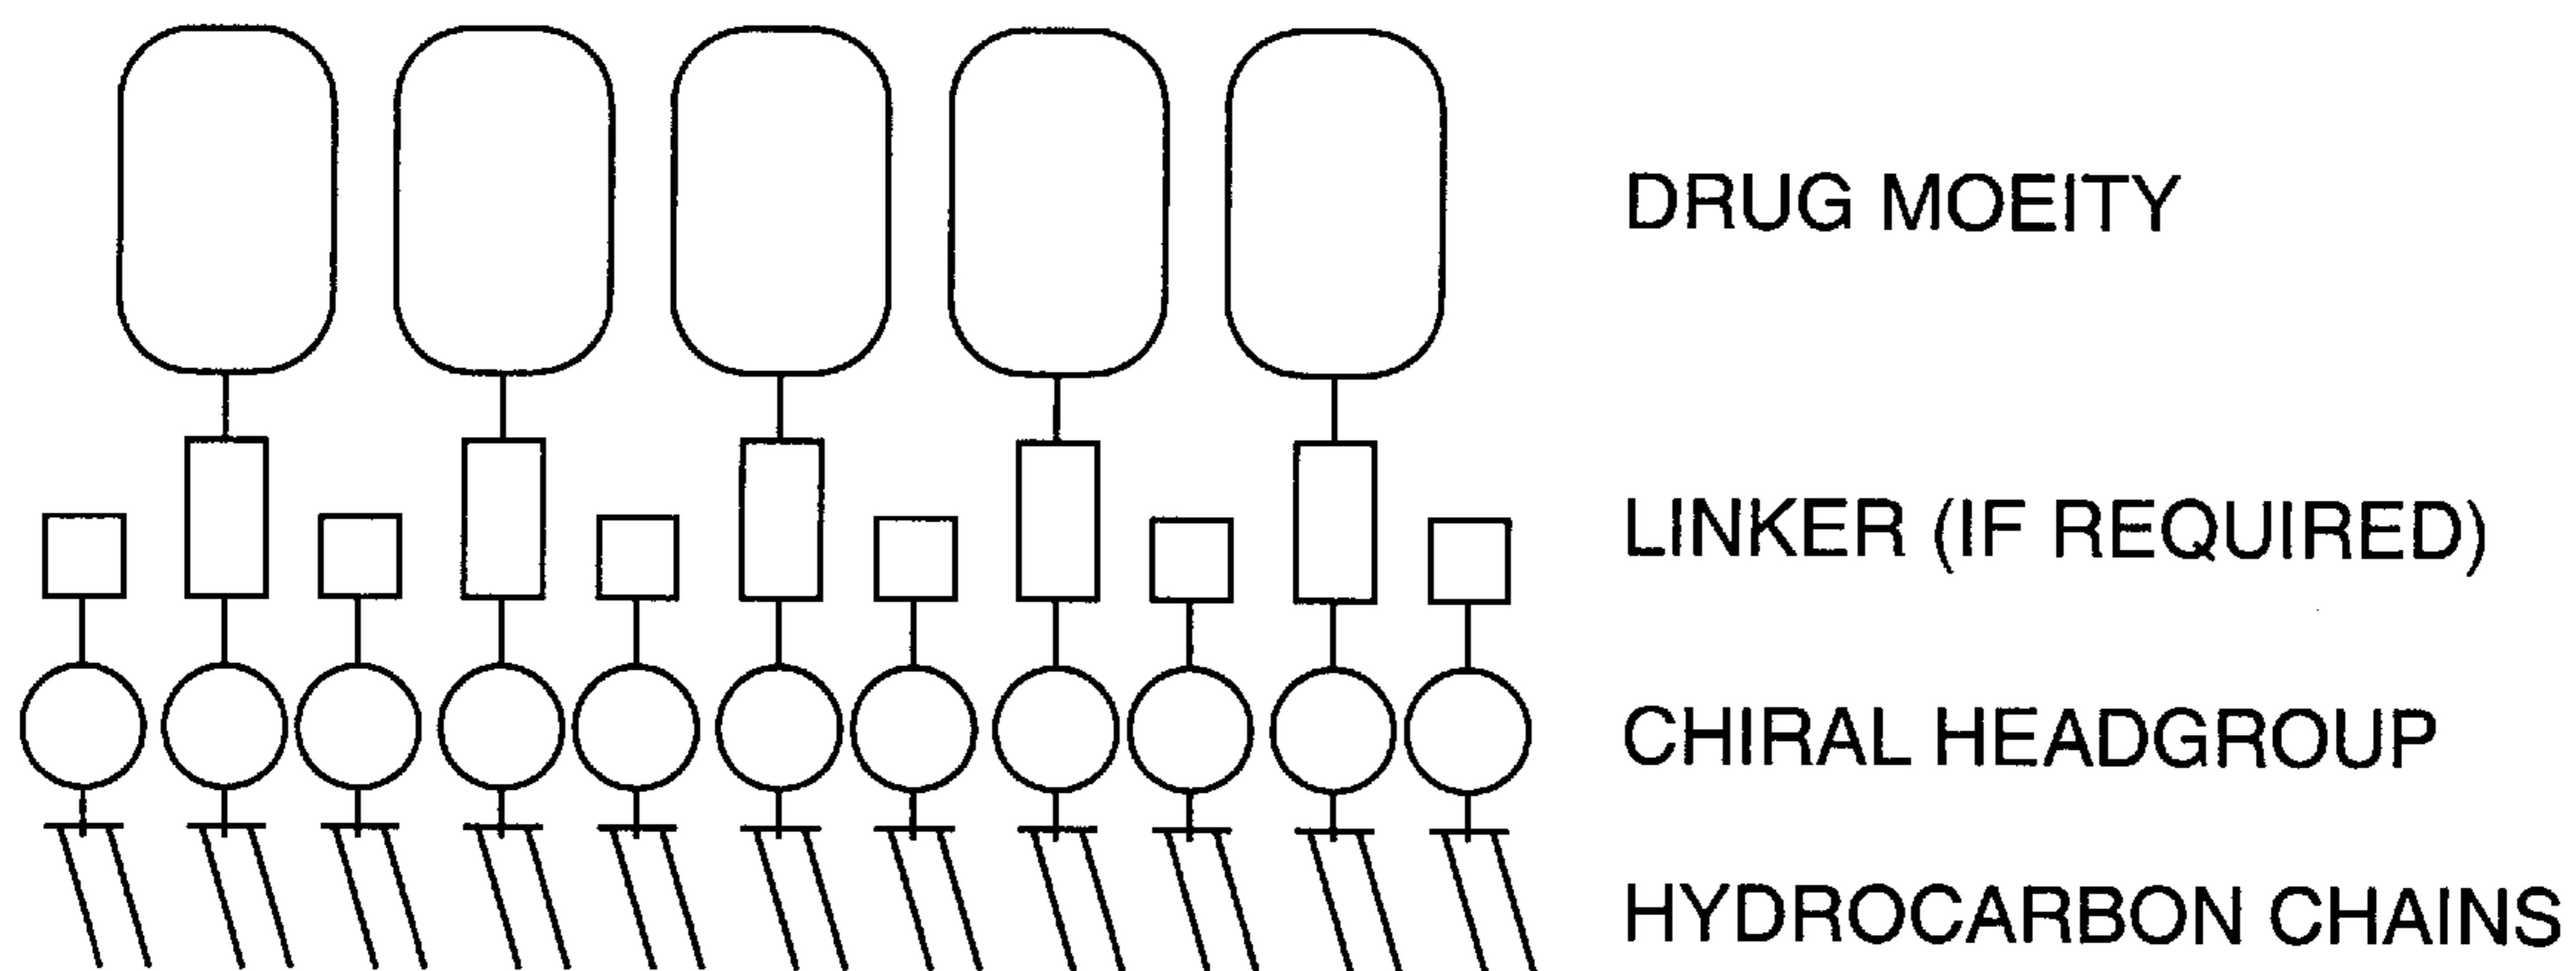 DRUG MOEITY
LINKER (IF REQUIRED)
CHIRAL HEADGROUP
HYDROCARBON CHAINS